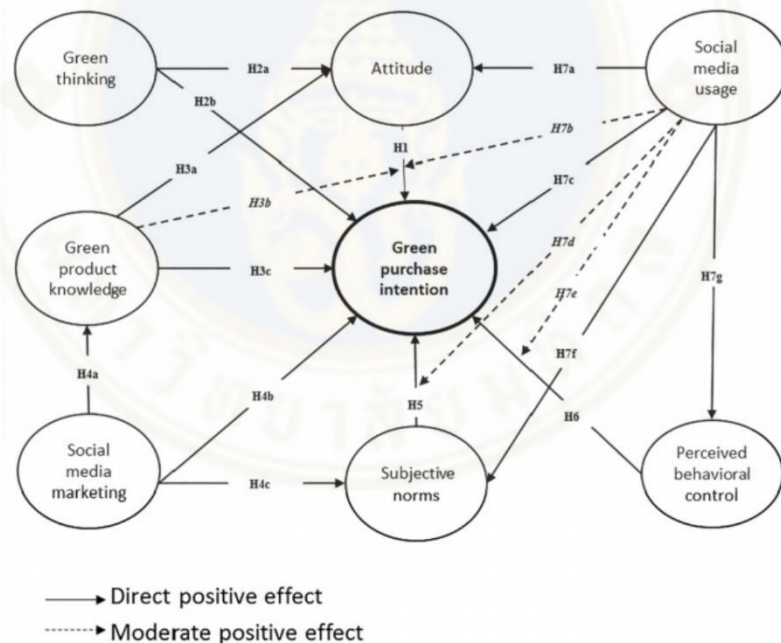 Green
thinking
H2a
Attitude
H7a
Social
media
usage
H2b
H1
H7b
H3a
H7c
H3b
Green
product
knowledge
H3c
Green
purchase
intention
H7d
H7e
H7g
H4a
H4b
H7f
H5
H6
Social
media
marketing
H4c
Subjective
norms
Perceived
behavioral
control
Direct positive effect
Moderate positive effect